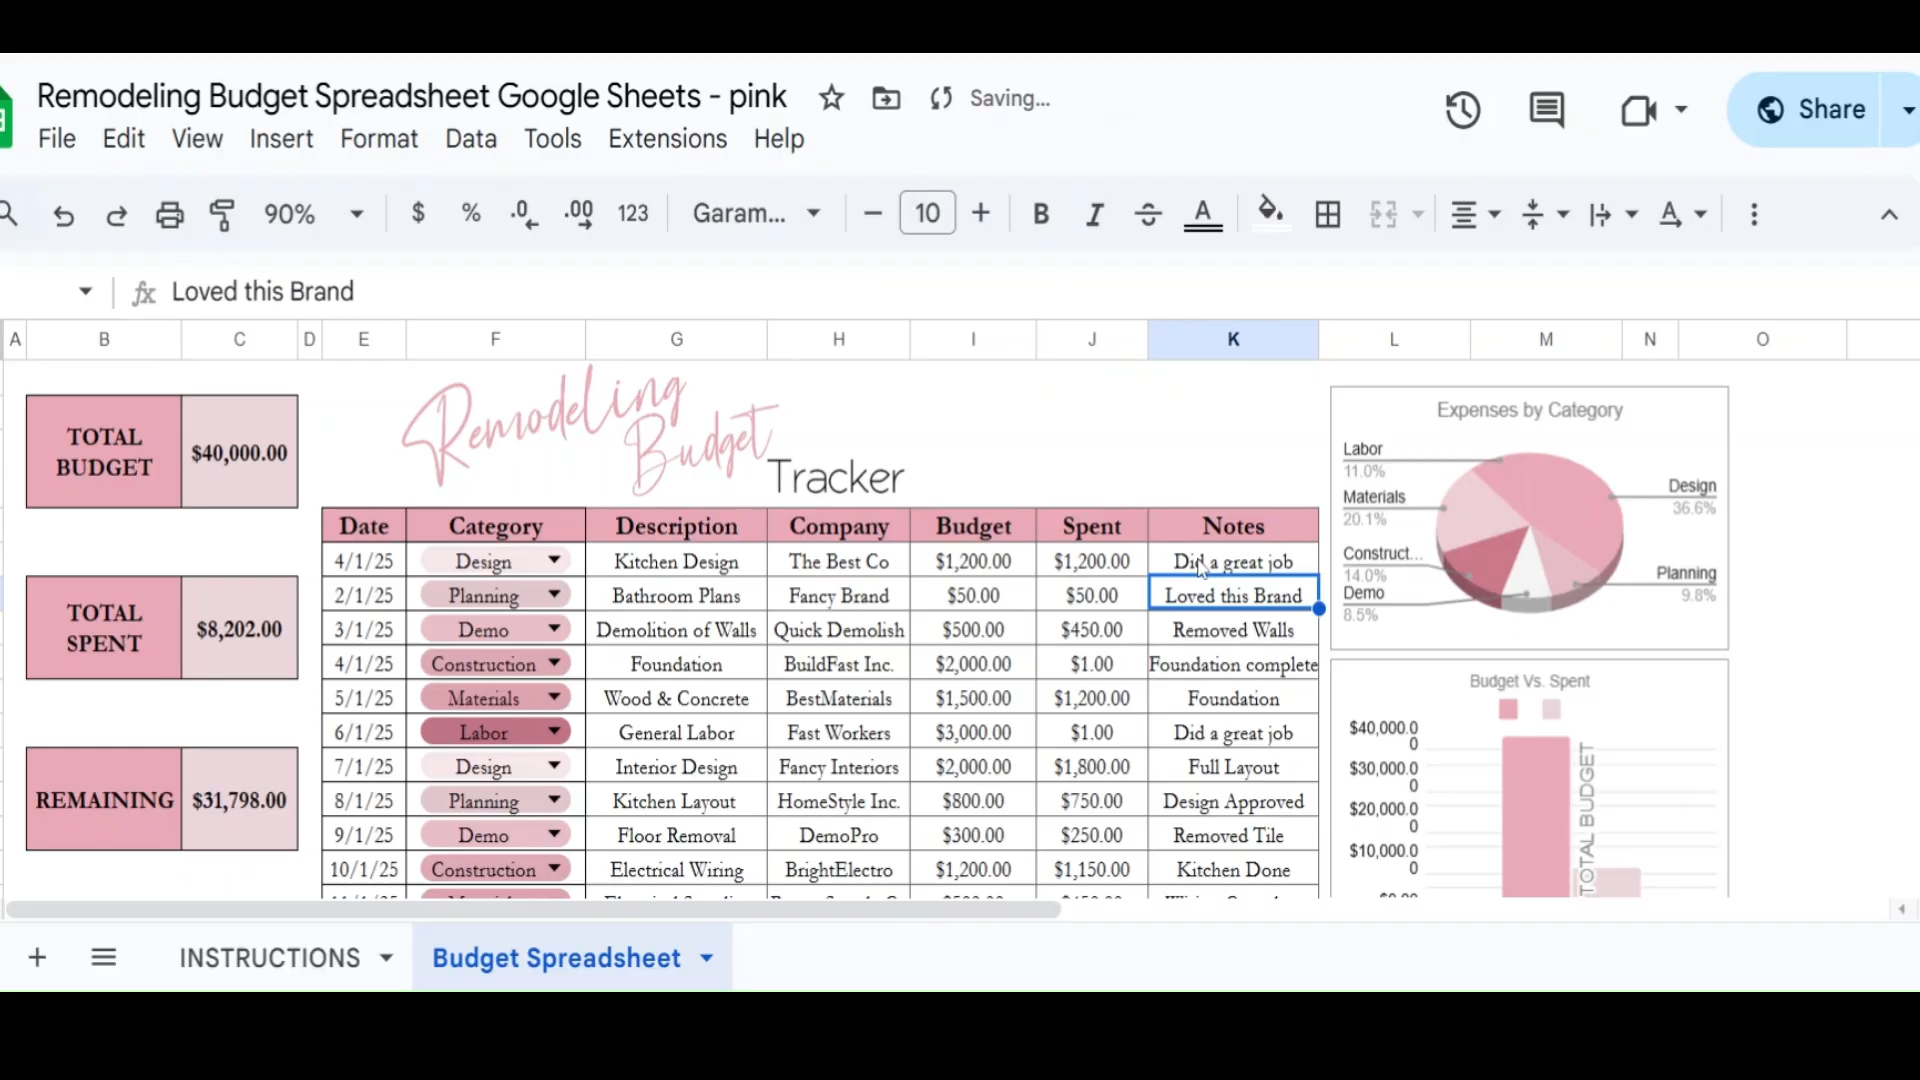 Remodeling Budget Spreadsheet Google Sheets - pink Saving...
File Edit View Insert Format Data Tools Extensions Help
Share
90% $ % .0 .00 123 Garam... 10 B I A A
fx Loved this Brand
A B C D E F G H I J K L M N O
Remodeling
Budget
Tracker
TOTAL
BUDGET
$40,000.00
TOTAL
SPENT
$8,202.00
REMAINING $31,798.00
Date Category Description Company Budget Spent Notes
4/1/25 Design Kitchen Design The Best Co $1,200.00 $1,200.00 Did a great job
2/1/25 Planning Bathroom Plans Fancy Brand $50.00 $50.00 Loved this Brand
3/1/25 Demo Demolition of Walls Quick Demolish $500.00 $450.00 Removed Walls
4/1/25 Construction Foundation BuildFast Inc. $2,000.00 $1.00 Foundation complete
5/1/25 Materials Wood & Concrete BestMaterials $1,500.00 $1,200.00 Foundation
6/1/25 Labor General Labor Fast Workers $3,000.00 $1.00 Did a great job
7/1/25 Design Interior Design Fancy Interiors $2,000.00 $1,800.00 Full Layout
8/1/25 Planning Kitchen Layout HomeStyle Inc. $800.00 $750.00 Design Approved
9/1/25 Demo Floor Removal DemoPro $300.00 $250.00 Removed Tile
10/1/25 Construction Electrical Wiring BrightElectro $1,200.00 $1,150.00 Kitchen Done
Expenses by Category
Labor
11.0%
Materials
20.1%
Construct...
14.0%
Demo
8.5%
Design
36.6%
Planning
9.8%
Budget Vs. Spent
$40,000.0
0
$30,000.0
0
$20,000.0
0
$10,000.0
0
TOTAL BUDGET
INSTRUCTIONS Budget Spreadsheet